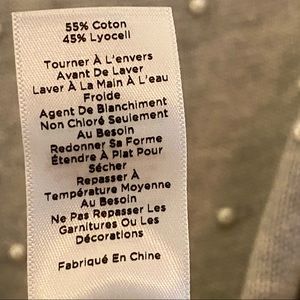 55% Coton
45% Lyocell
Tourner À L'envers
Avant De Laver
Laver À La Main À L'eau
Froide
Agent De Blanchiment
Non Chloré Seulement
Au Besoin
Redonner Sa Forme
Étendre À Plat Pour
Sécher
Repasser À
Température Moyenne
Au Besoin
Ne Pas Repasser Les
Garnitures Ou Les
Décorations
Fabriqué En Chine